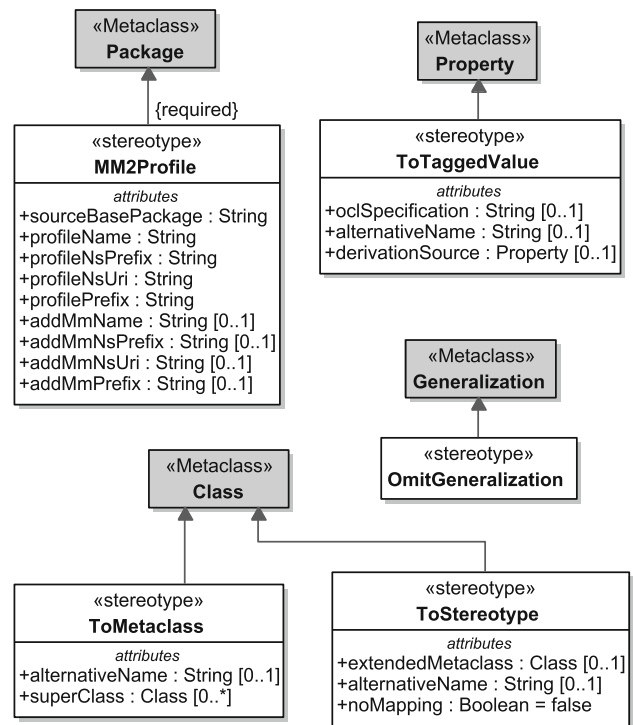 «Metaclass»
Package
{required}
«stereotype»
MM2Profile
attributes
+sourceBasePackage : String
+profileName : String
+profileNsPrefix : String
+profileNsUri : String
+profilePrefix : String
+addMmName : String [0..1]
+addMmNsPrefix : String [0..1]
+addMmNsUri : String [0..1]
+addMmPrefix : String [0..1]
«Metaclass»
Property
«stereotype»
ToTaggedValue
attributes
+oclSpecification : String [0..1]
+alternativeName : String [0..1]
+derivationSource : Property [0..1]
«Metaclass»
Generalization
«stereotype»
OmitGeneralization
«Metaclass»
Class
«stereotype»
ToMetaclass
attributes
+alternativeName : String [0..1]
+superClass : Class [0..*]
«stereotype»
ToStereotype
attributes
+extendedMetaclass : Class [0..1]
+alternativeName : String [0..1]
+noMapping : Boolean = false